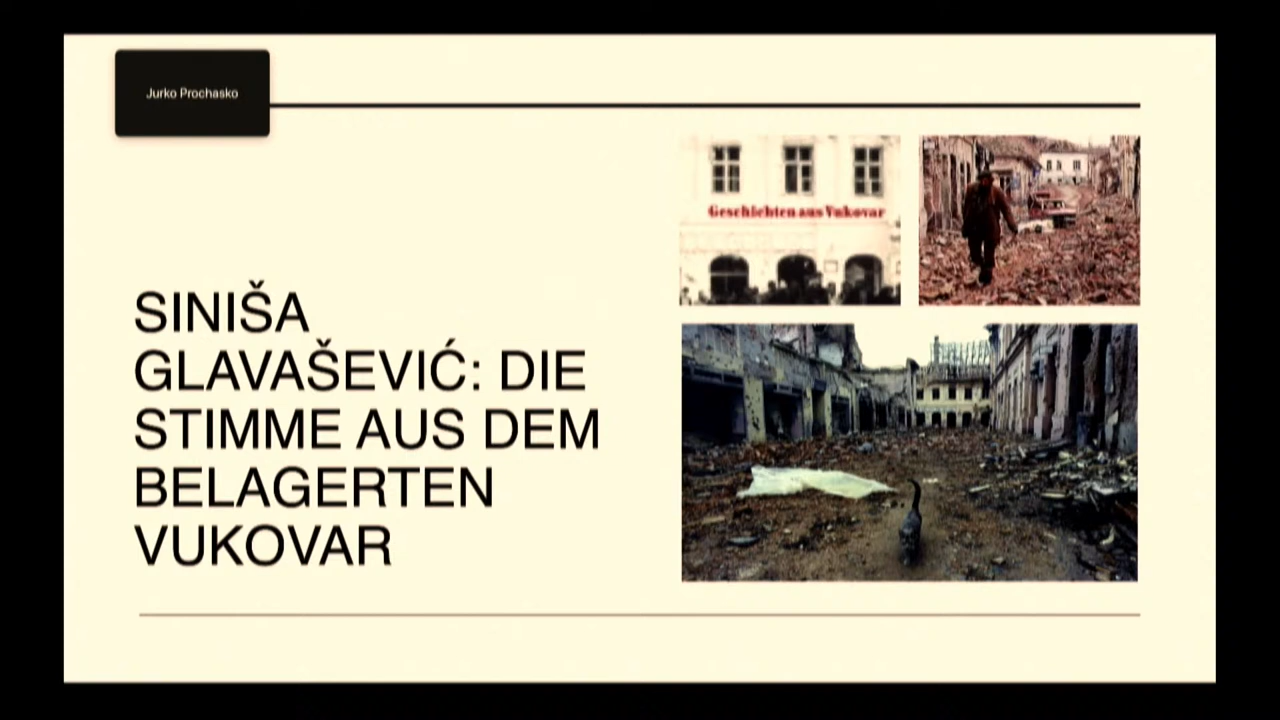 Jurko Prochasko
Geschichten aus Vukovar
SINIŠA
GLAVAŠEVIĆ: DIE
STIMME AUS DEM
BELAGERTEN
VUKOVAR